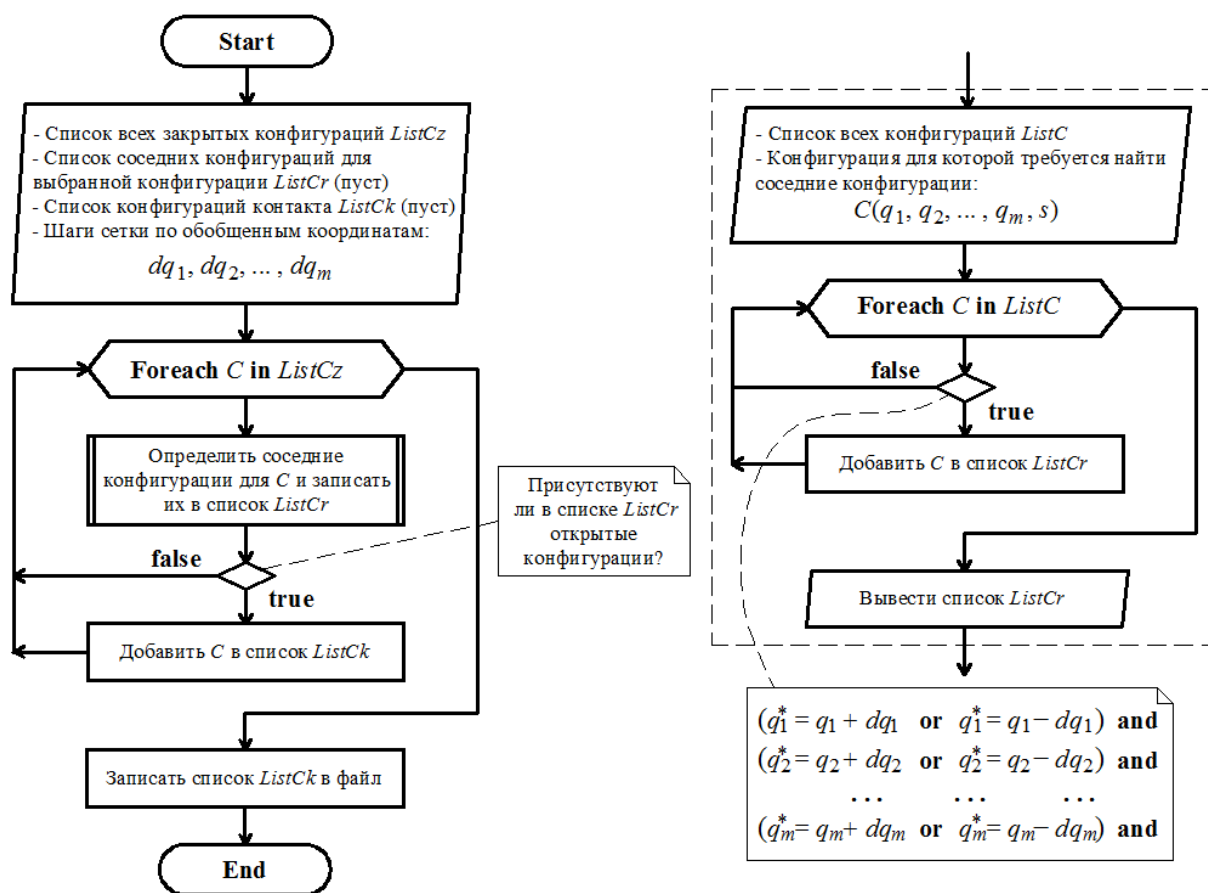 Start
- Список всех закрытых конфигураций ListCz
- Список соседних конфигураций для
выбранной конфигурации ListCr (пуст)
- Список конфигураций контакта ListCk (пуст)
- Шаги сетки по обобщенным координатам:
dq₁, dq₂, ... , dqₘ
Foreach C in ListCz
Определить соседние
конфигурации для C и записать
их в список ListCr
false
true
Добавить C в список ListCk
Присутствуют
ли в списке ListCr
открытые
конфигурации?
Записать список ListCk в файл
End
- Список всех конфигураций ListC
- Конфигурация для которой требуется найти
соседние конфигурации:
C(q₁, q₂, ... , qₘ, s)
Foreach C in ListC
false
true
Добавить C в список ListCr
Вывести список ListCr
(q₁* = q₁ + dq₁ or q₁* = q₁ − dq₁) and
(q₂* = q₂ + dq₂ or q₂* = q₂ − dq₂) and
... ... ...
(qₘ* = qₘ + dqₘ or qₘ* = qₘ − dqₘ) and